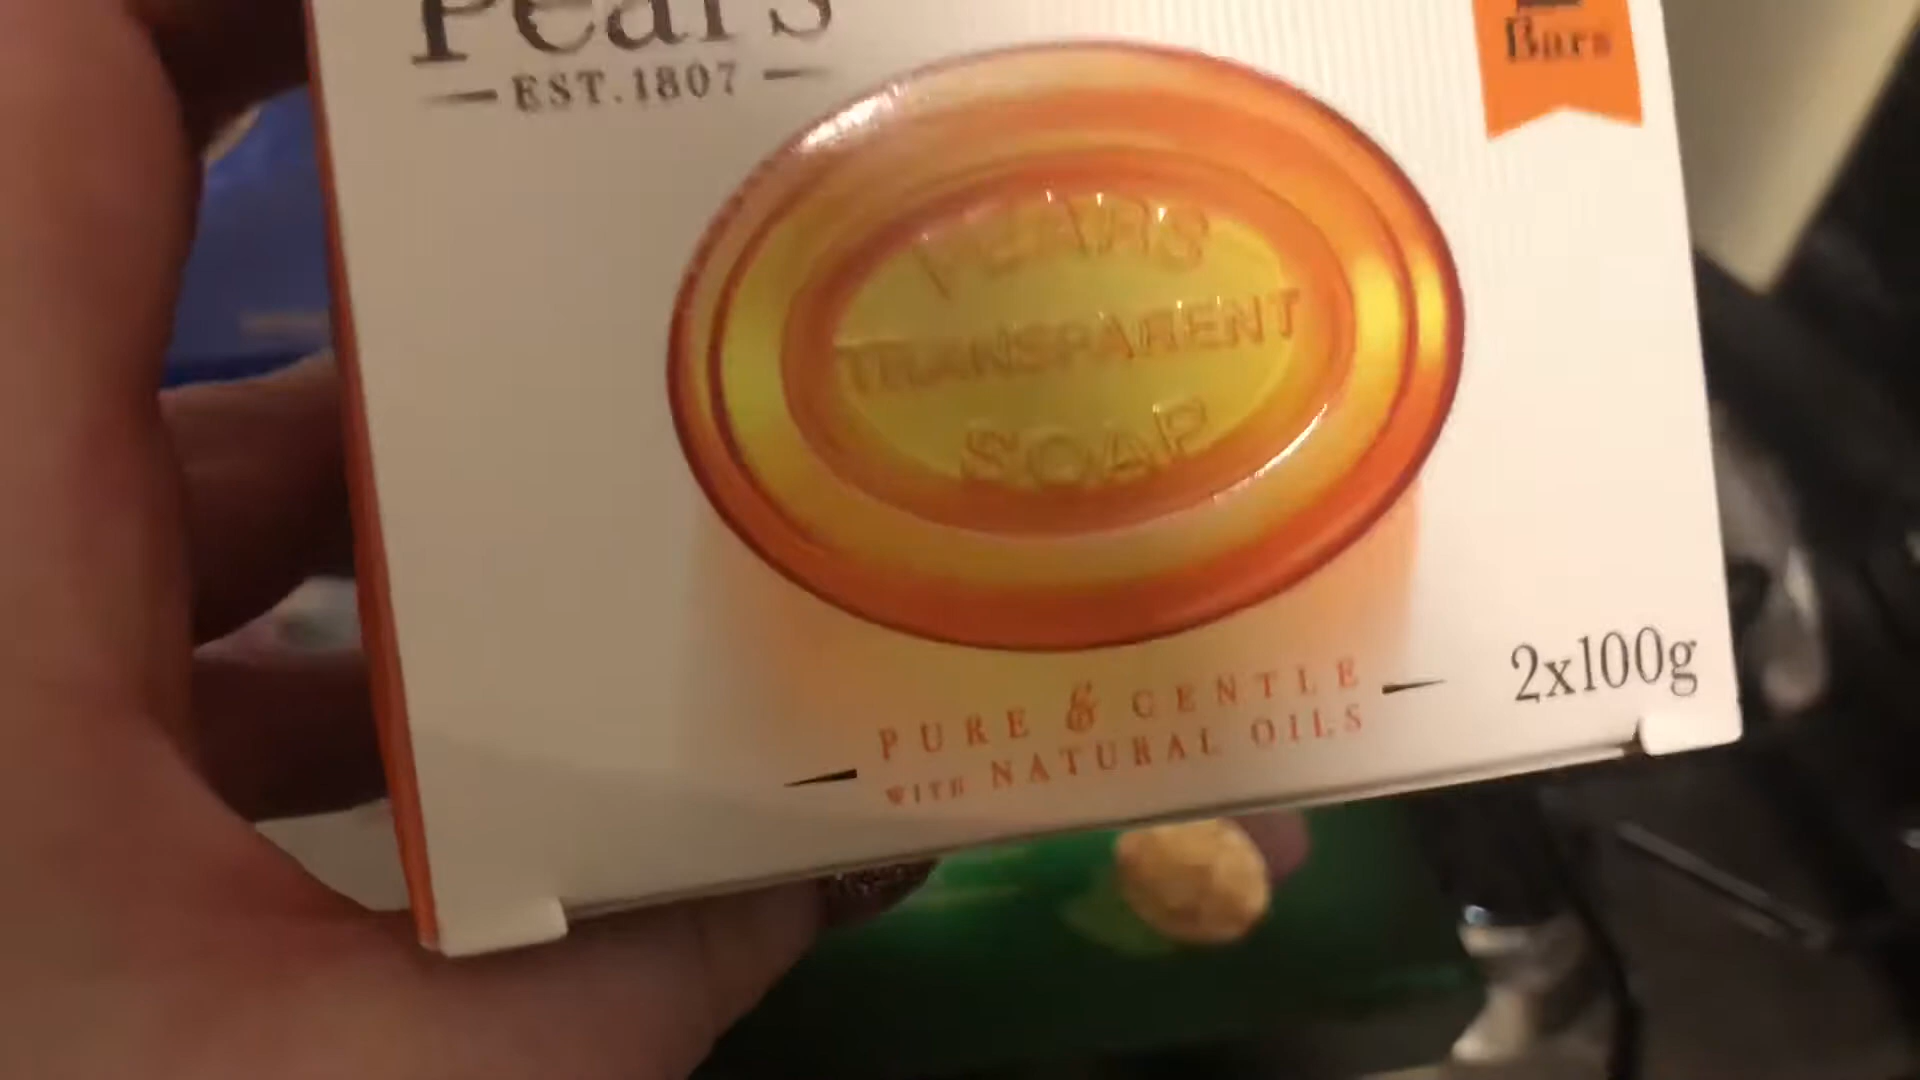 Pears
EST.1807
Bars
PEARS
TRANSPARENT
SOAP
2x100g
PURE & GENTLE
WITH NATURAL OILS